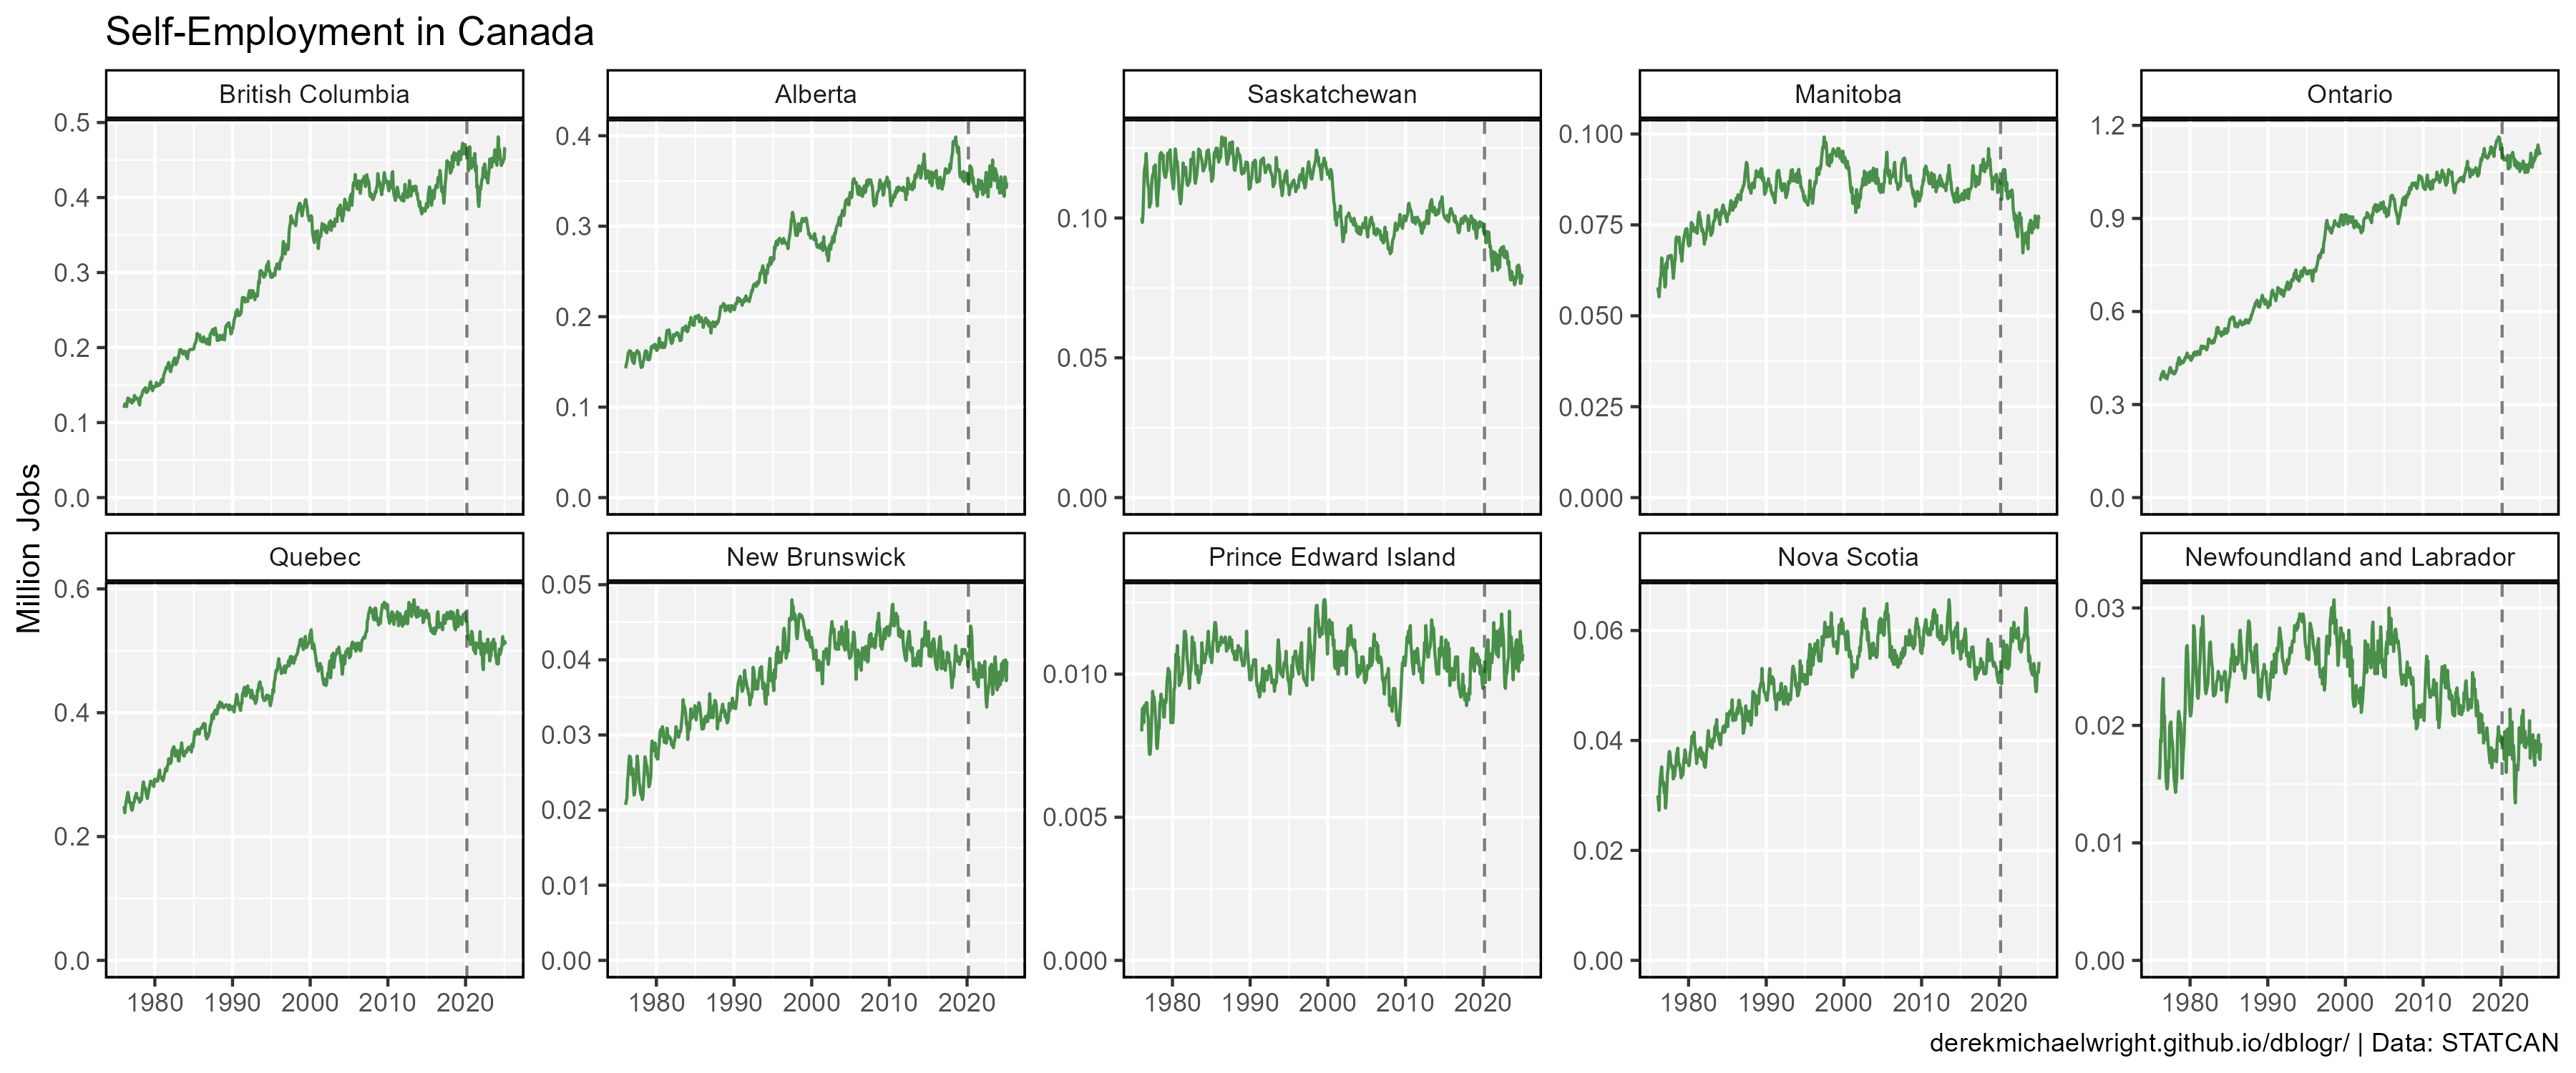 Self-Employment in Canada
British Columbia
Alberta
Saskatchewan
Manitoba
Ontario
0.5
0.4
0.3
0.2
0.1
0.0
0.4
0.3
0.2
0.1
0.0
0.10
0.05
0.00
0.100
0.075
0.050
0.025
0.000
1.2
0.9
0.6
0.3
0.0
Million Jobs
Quebec
New Brunswick
Prince Edward Island
Nova Scotia
Newfoundland and Labrador
0.6
0.4
0.2
0.0
0.05
0.04
0.03
0.02
0.01
0.00
0.010
0.005
0.000
0.06
0.04
0.02
0.00
0.03
0.02
0.01
0.00
1980 1990 2000 2010 2020
1980 1990 2000 2010 2020
1980 1990 2000 2010 2020
1980 1990 2000 2010 2020
1980 1990 2000 2010 2020
derekmichaelwright.github.io/dblogr/ | Data: STATCAN